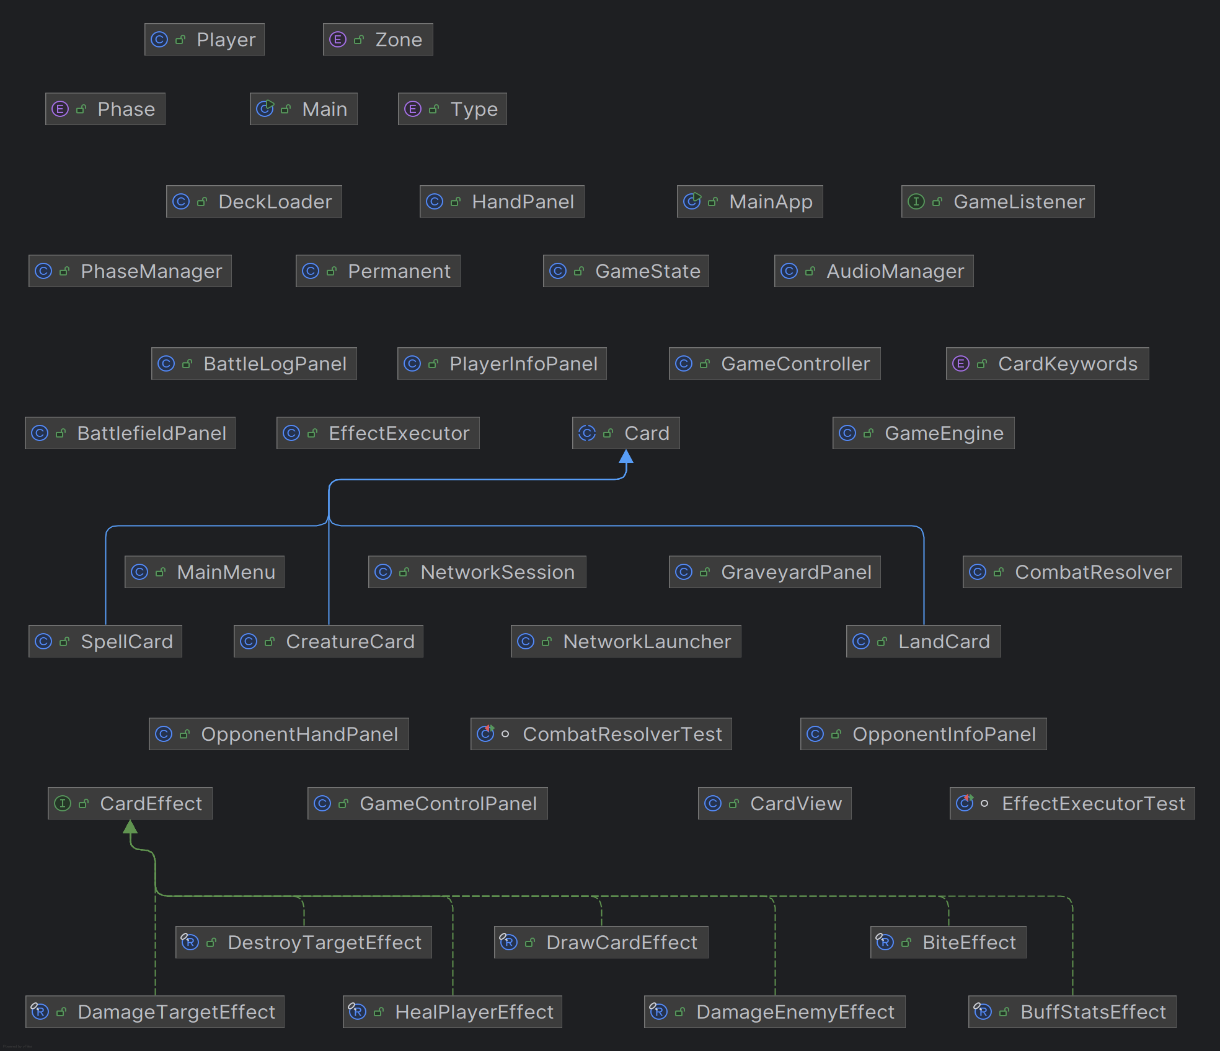 Player
Zone
Phase
Main
Type
DeckLoader
HandPanel
MainApp
GameListener
PhaseManager
Permanent
GameState
AudioManager
BattleLogPanel
PlayerInfoPanel
GameController
CardKeywords
BattlefieldPanel
EffectExecutor
Card
GameEngine
MainMenu
NetworkSession
GraveyardPanel
CombatResolver
SpellCard
CreatureCard
NetworkLauncher
LandCard
OpponentHandPanel
CombatResolverTest
OpponentInfoPanel
CardEffect
GameControlPanel
CardView
EffectExecutorTest
DestroyTargetEffect
DrawCardEffect
BiteEffect
DamageTargetEffect
HealPlayerEffect
DamageEnemyEffect
BuffStatsEffect